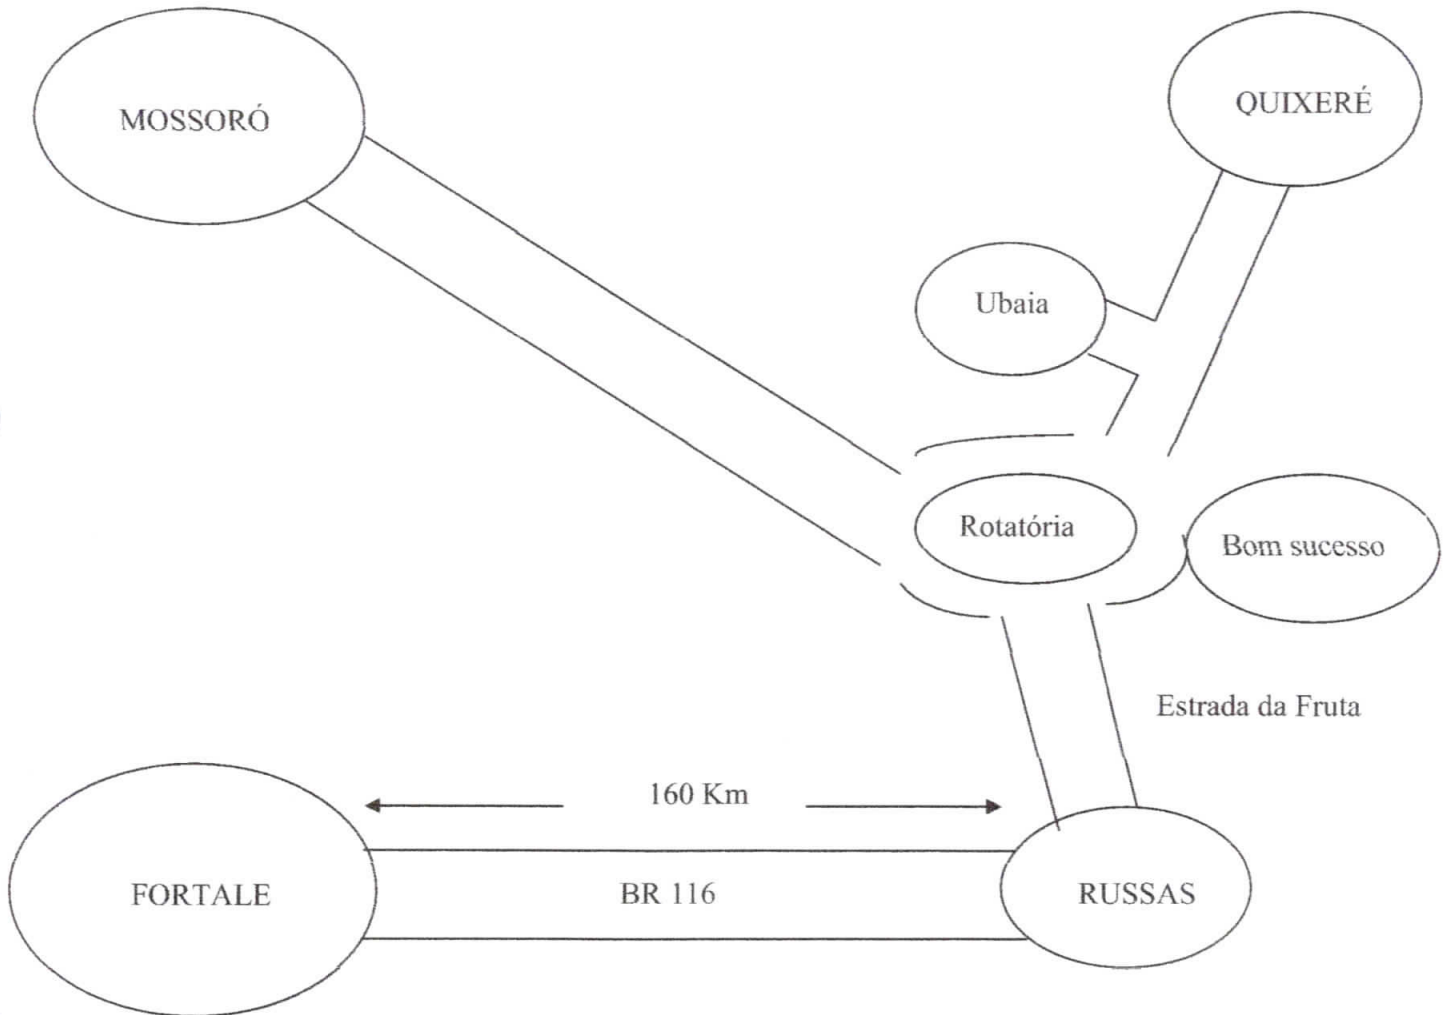 MOSSORÓ
QUIXERÉ
Ubaia
Rotatória
Bom sucesso
Estrada da Fruta
160 Km
FORTALE
BR 116
RUSSAS